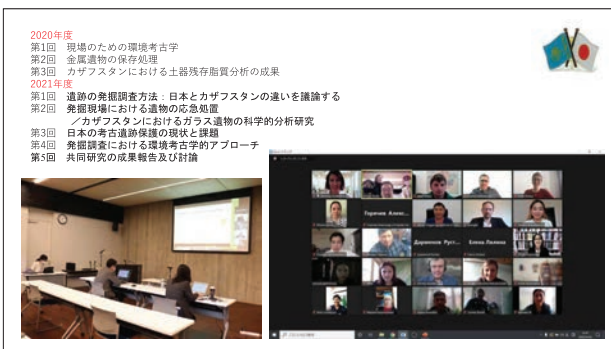 2020年度
第1回 現場のための環境考古学
第2回 金属遺物の保存処理
第3回 カザフスタンにおける土器残存脂質分析の成果
2021年度
第1回 遺跡の発掘調査方法:日本とカザフスタンの違いを議論する
第2回 発掘現場における遺物の応急処置
／カザフスタンにおけるガラス遺物の科学的分析研究
第3回 日本の考古遺跡保護の現状と課題
第4回 発掘調査における環境考古学的アプローチ
第5回 共同研究の成果報告及び討論
Горячев Алекс...
Елена Лялина